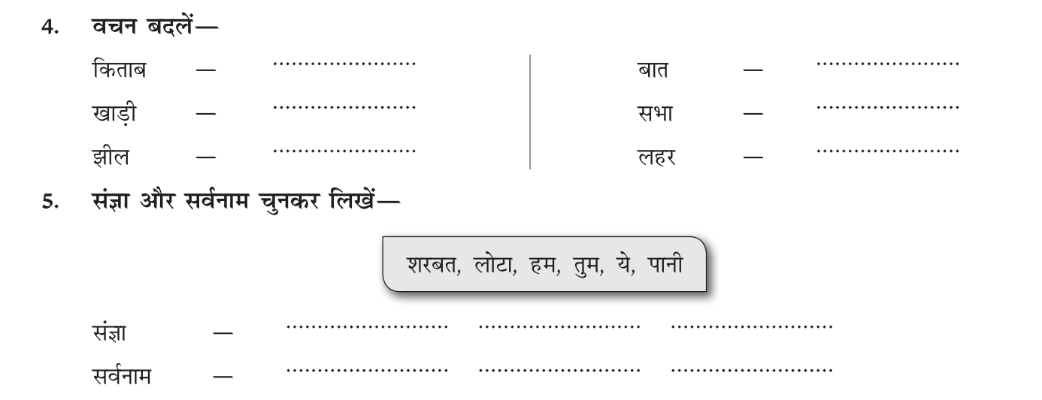 4. वचन बदलें—
किताब — ....................... बात — .......................
खाड़ी — ....................... सभा — .......................
झील — ....................... लहर — .......................
5. संज्ञा और सर्वनाम चुनकर लिखें—
शरबत, लोटा, हम, तुम, ये, पानी
संज्ञा — .......................... .......................... ..........................
सर्वनाम — .......................... .......................... ..........................